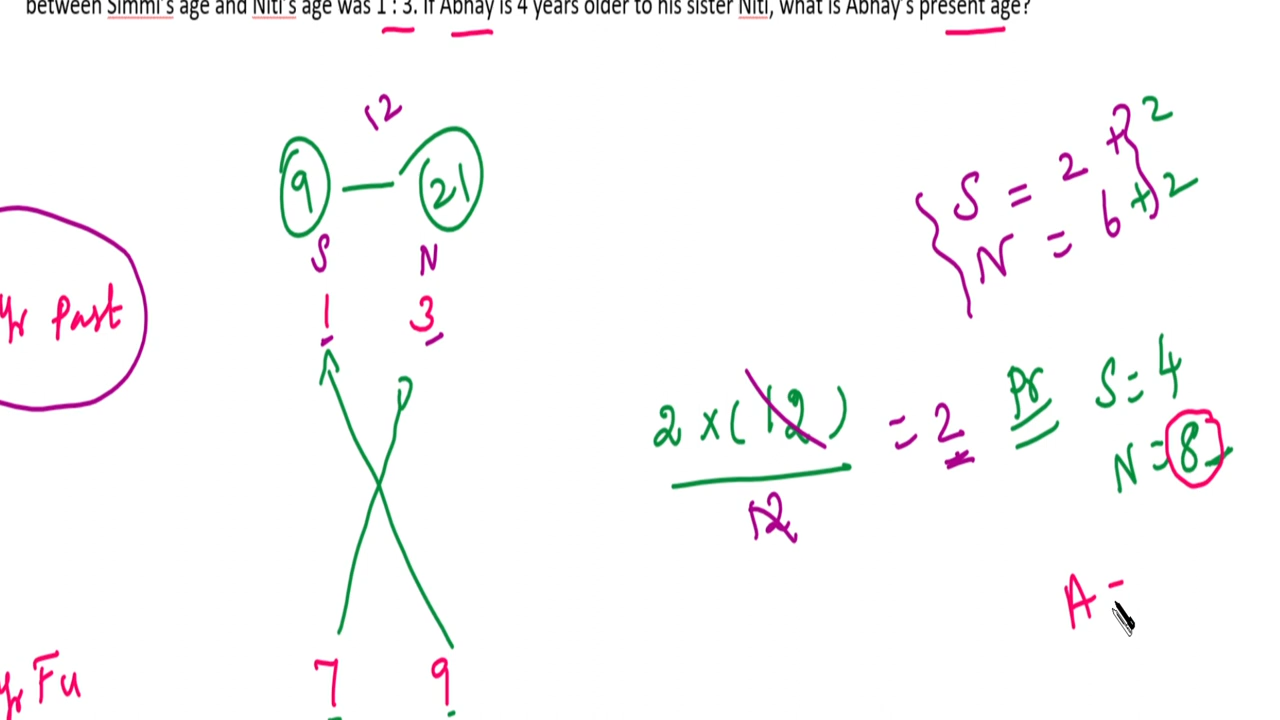 between Simmi's age and Niti's age was 1 : 3. If Abhay is 4 years older to his sister Niti, what is Abhay's present age?
12
9 — 21
S N
1 3
Yr Past
7 9
Yr Fu
S = 2 + 2
N = 6 + 2
2 x (12) / 12 = 2
Pr S = 4
N = 8
A =